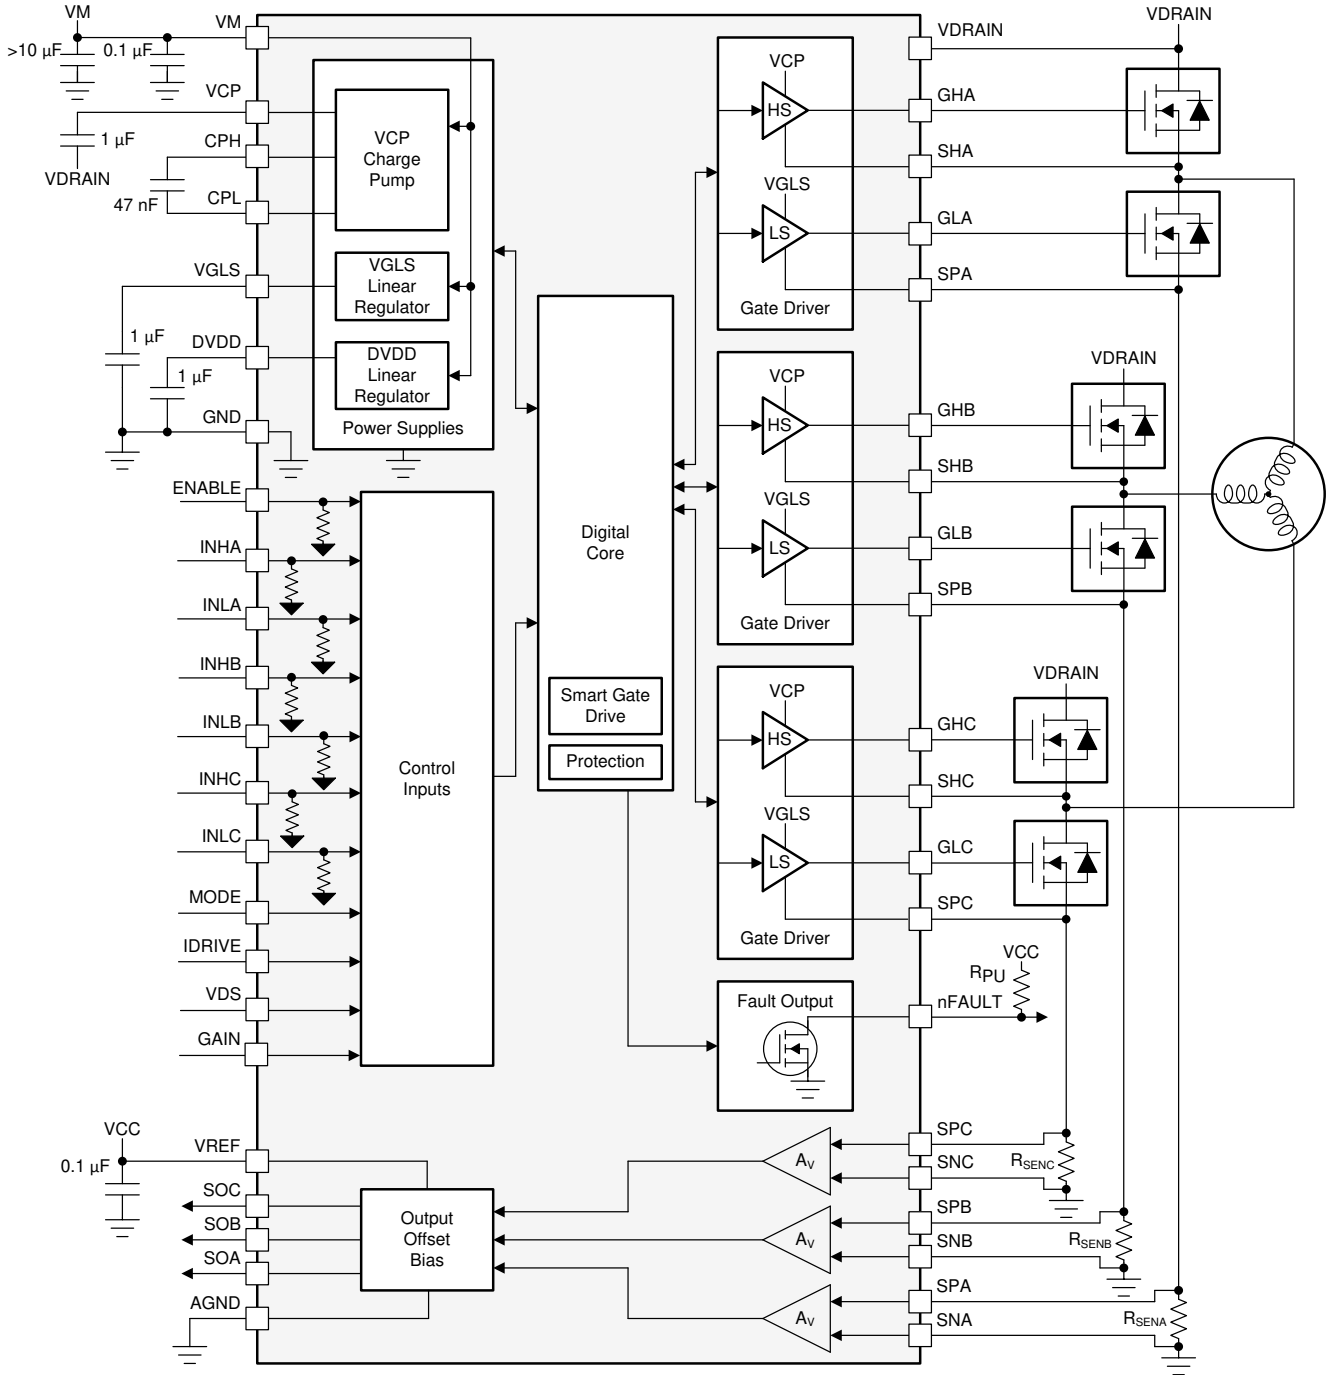 VM
>10 µF
0.1 µF
VM
VCP
1 µF
VDRAIN
CPH
CPL
47 nF
VGLS
1 µF
DVDD
1 µF
GND
VCP
Charge
Pump
VGLS
Linear
Regulator
DVDD
Linear
Regulator
Power Supplies
ENABLE
INHA
INLA
INHB
INLB
INHC
INLC
MODE
IDRIVE
VDS
GAIN
Control
Inputs
Digital
Core
Smart Gate
Drive
Protection
VCP
HS
VGLS
LS
Gate Driver
VCP
HS
VGLS
LS
Gate Driver
VCP
HS
VGLS
LS
Gate Driver
Fault Output
VDRAIN
GHA
SHA
GLA
SPA
VDRAIN
GHB
SHB
GLB
SPB
VDRAIN
GHC
SHC
GLC
SPC
VDRAIN
VCC
RPU
nFAULT
VCC
0.1 µF
VREF
SOC
SOB
SOA
AGND
Output
Offset
Bias
AV
AV
AV
SPC
SNC
RSENC
SPB
SNB
RSENB
SPA
SNA
RSENA